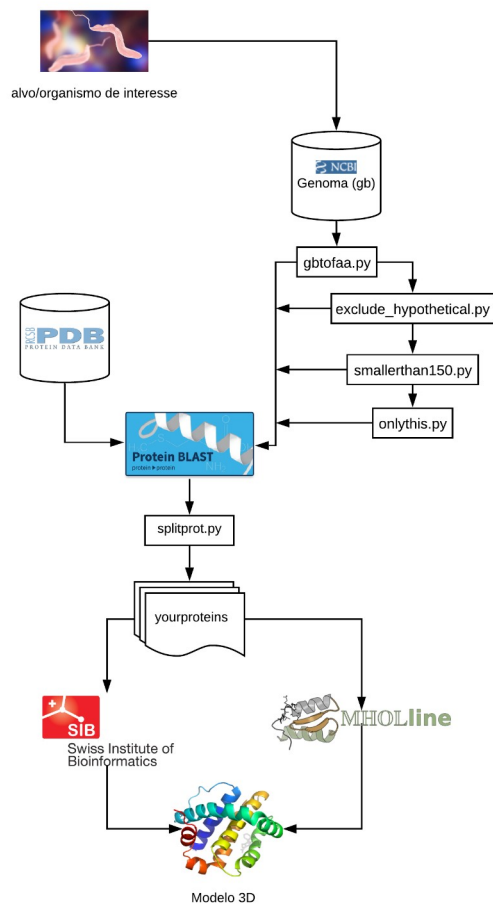 alvo/organismo de interesse
NCBI
Genoma (gb)
gbtofaa.py
exclude_hypothetical.py
RCSB
PDB
PROTEIN DATA BANK
smallerthan150.py
onlythis.py
Protein BLAST
protein ▸ protein
splitprot.py
yourproteins
SIB
Swiss Institute of
Bioinformatics
MHOLline
Modelo 3D